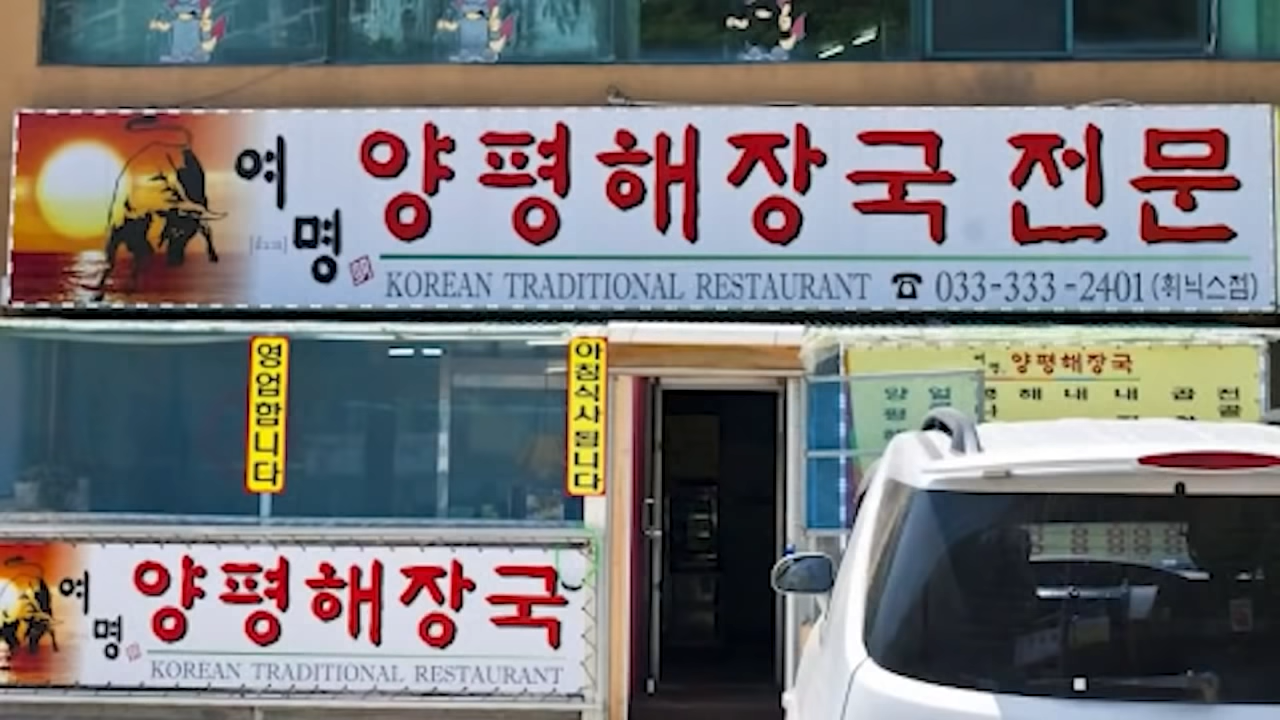 여명 양평해장국 전문
KOREAN TRADITIONAL RESTAURANT ☎ 033-333-2401 (휘닉스점)
영업합니다
아침식사 됩니다
여명 양평해장국
여명 양평해장국
KOREAN TRADITIONAL RESTAURANT